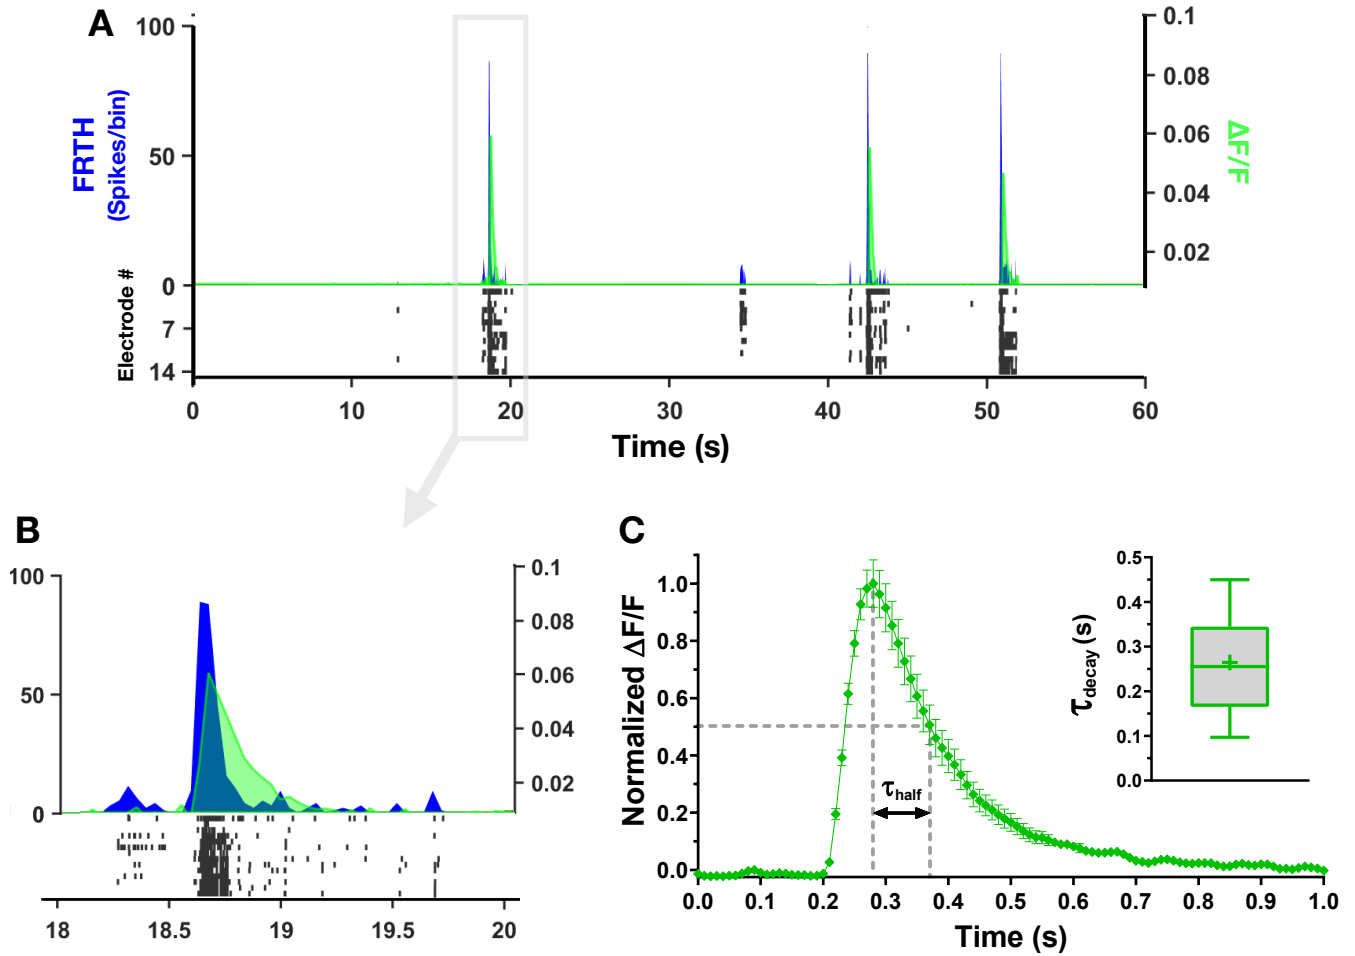 A
100
50
0
7
14
FRTH
(Spikes/bin)
Electrode #
0.1
0.08
0.06
0.04
0.02
ΔF/F
0 10 20 30 40 50 60
Time (s)
B
100
50
0
0.1
0.08
0.06
0.04
0.02
18 18.5 19 19.5 20
C
Normalized ΔF/F
1.0
0.8
0.6
0.4
0.2
0.0
τhalf
0.0 0.1 0.2 0.3 0.4 0.5 0.6 0.7 0.8 0.9 1.0
Time (s)
τdecay (s)
0.5
0.4
0.3
0.2
0.1
0.0